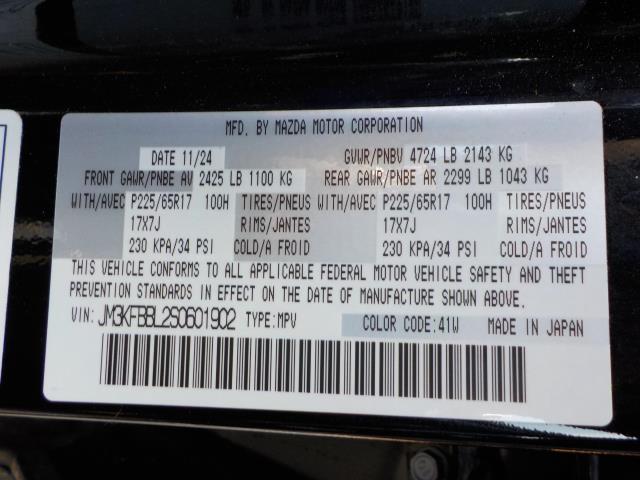 MFD. BY MAZDA MOTOR CORPORATION
DATE 11/24 GVWR/PNBV 4724 LB 2143 KG
FRONT GAWR/PNBE AV 2425 LB 1100 KG REAR GAWR/PNBE AR 2299 LB 1043 KG
WITH/AVEC P225/65R17 100H TIRES/PNEUS WITH/AVEC P225/65R17 100H TIRES/PNEUS
17X7J RIMS/JANTES 17X7J RIMS/JANTES
230 KPA/34 PSI COLD/A FROID 230 KPA/34 PSI COLD/A FROID
THIS VEHICLE CONFORMS TO ALL APPLICABLE FEDERAL MOTOR VEHICLE SAFETY AND THEFT
PREVENTION STANDARDS IN EFFECT ON THE DATE OF MANUFACTURE SHOWN ABOVE.
VIN: JM3KFBBL2S0601902 TYPE:MPV COLOR CODE:41W MADE IN JAPAN